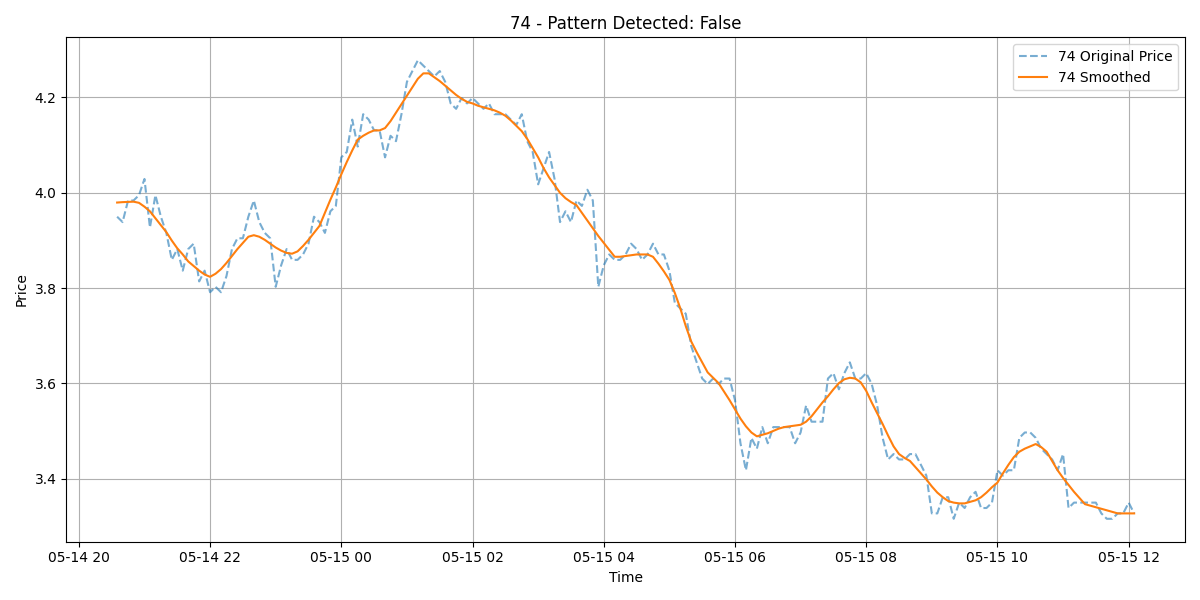 74 - Pattern Detected: False
74 Original Price
74 Smoothed
Price
4.2
4.0
3.8
3.6
3.4
05-14 20
05-14 22
05-15 00
05-15 02
05-15 04
05-15 06
05-15 08
05-15 10
05-15 12
Time